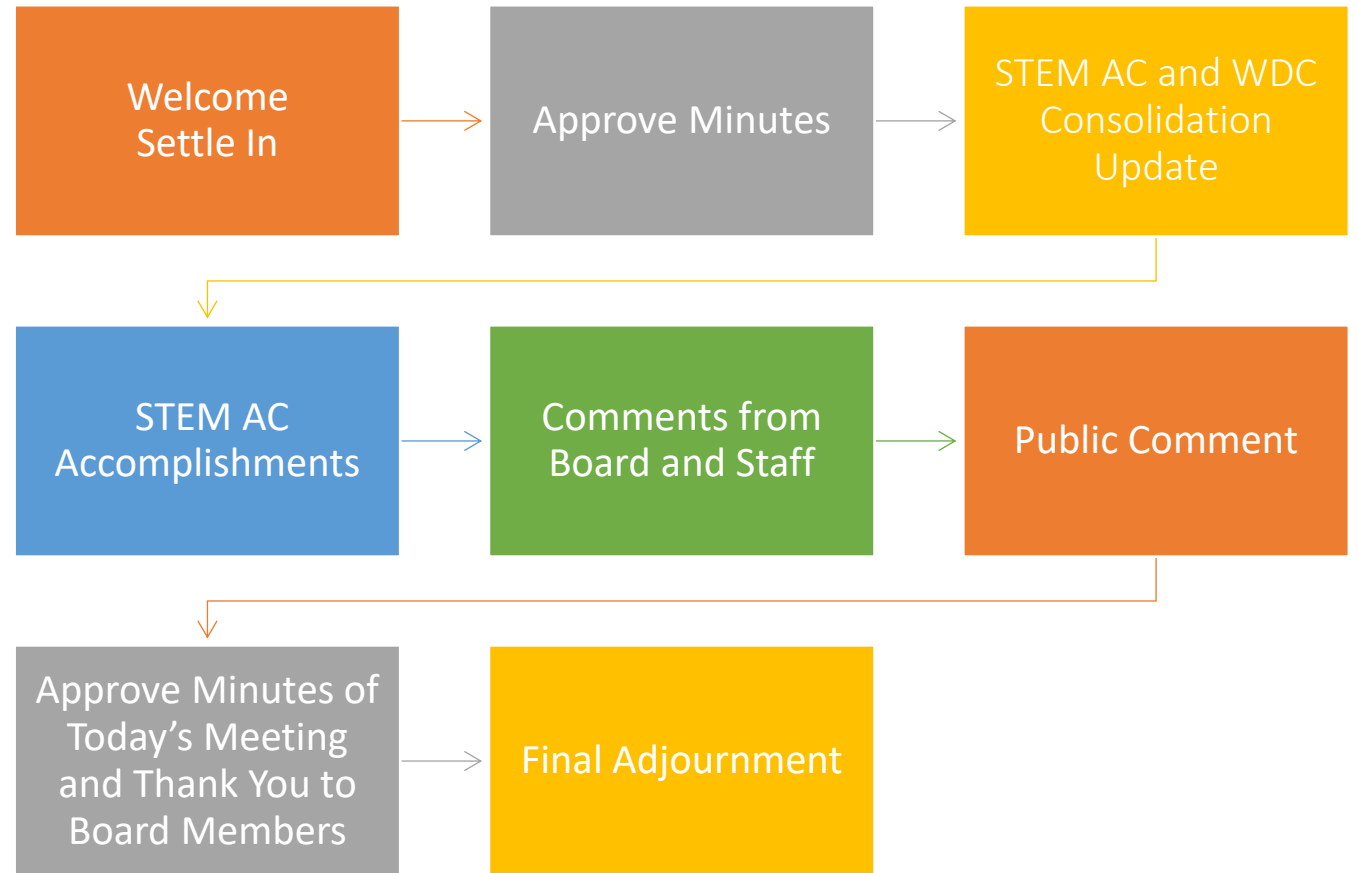 Welcome
Settle In
Approve Minutes
STEM AC and WDC
Consolidation
Update
STEM AC
Accomplishments
Comments from
Board and Staff
Public Comment
Approve Minutes of
Today’s Meeting
and Thank You to
Board Members
Final Adjournment